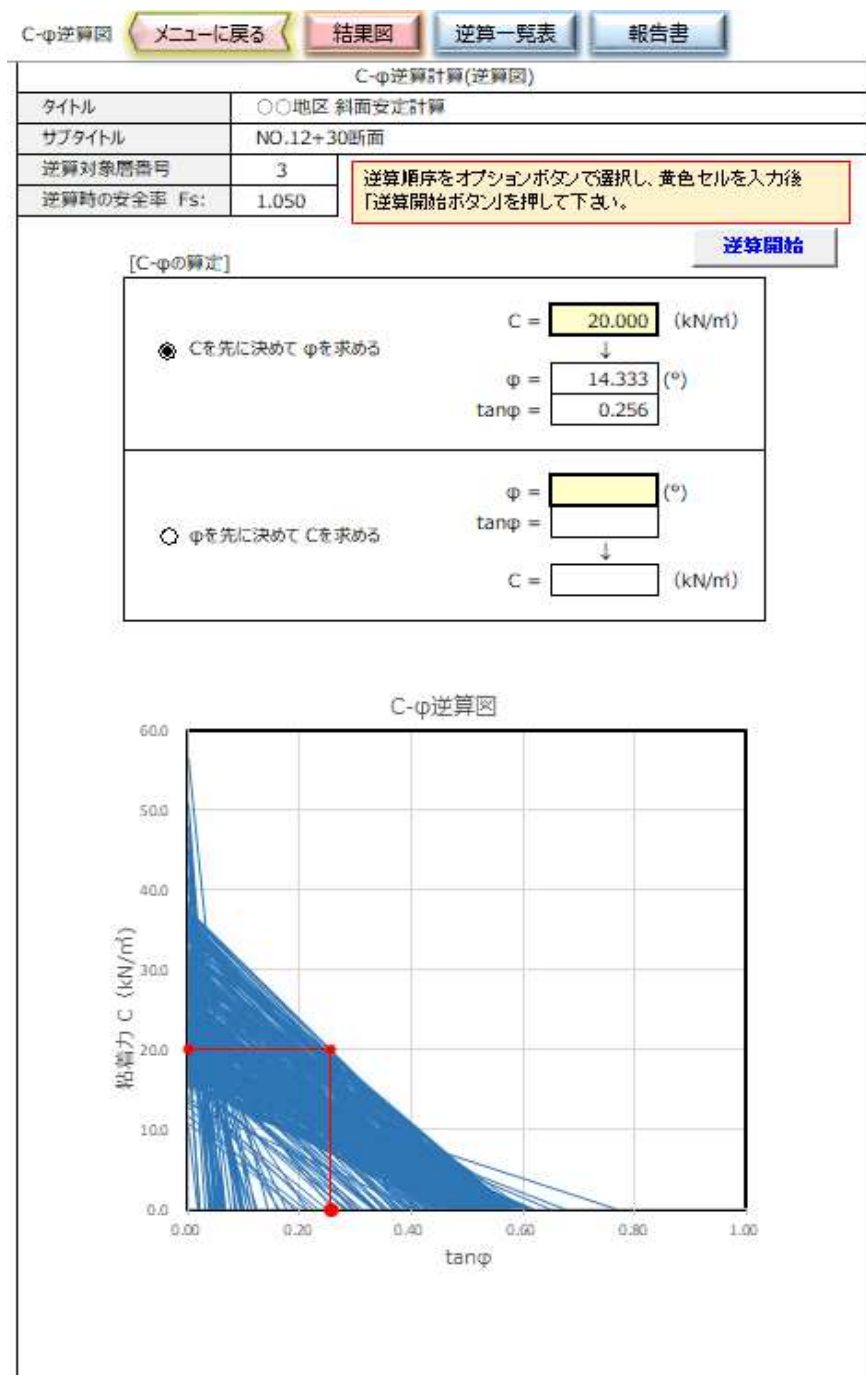 C-φ逆算図 メニューに戻る 結果図 逆算一覧表 報告書
C-φ逆算計算(逆算図)
タイトル ○○地区 斜面安定計算
サブタイトル NO.12+30断面
逆算対象層番号 3
逆算時の安全率 Fs: 1.050
逆算順序をオプションボタンで選択し、黄色セルを入力後
「逆算開始ボタン」を押して下さい。
逆算開始
[C-φの算定]
C = 20.000 (kN/㎡)
Cを先に決めて φを求める ↓
φ = 14.333 (°)
tanφ = 0.256
φ = (°)
φを先に決めて Cを求める tanφ =
↓
C = (kN/㎡)
C-φ逆算図
60.0
50.0
40.0
30.0
20.0
10.0
0.0
粘着力 C (kN/㎡)
0.00 0.20 0.40 0.60 0.80 1.00
tanφ